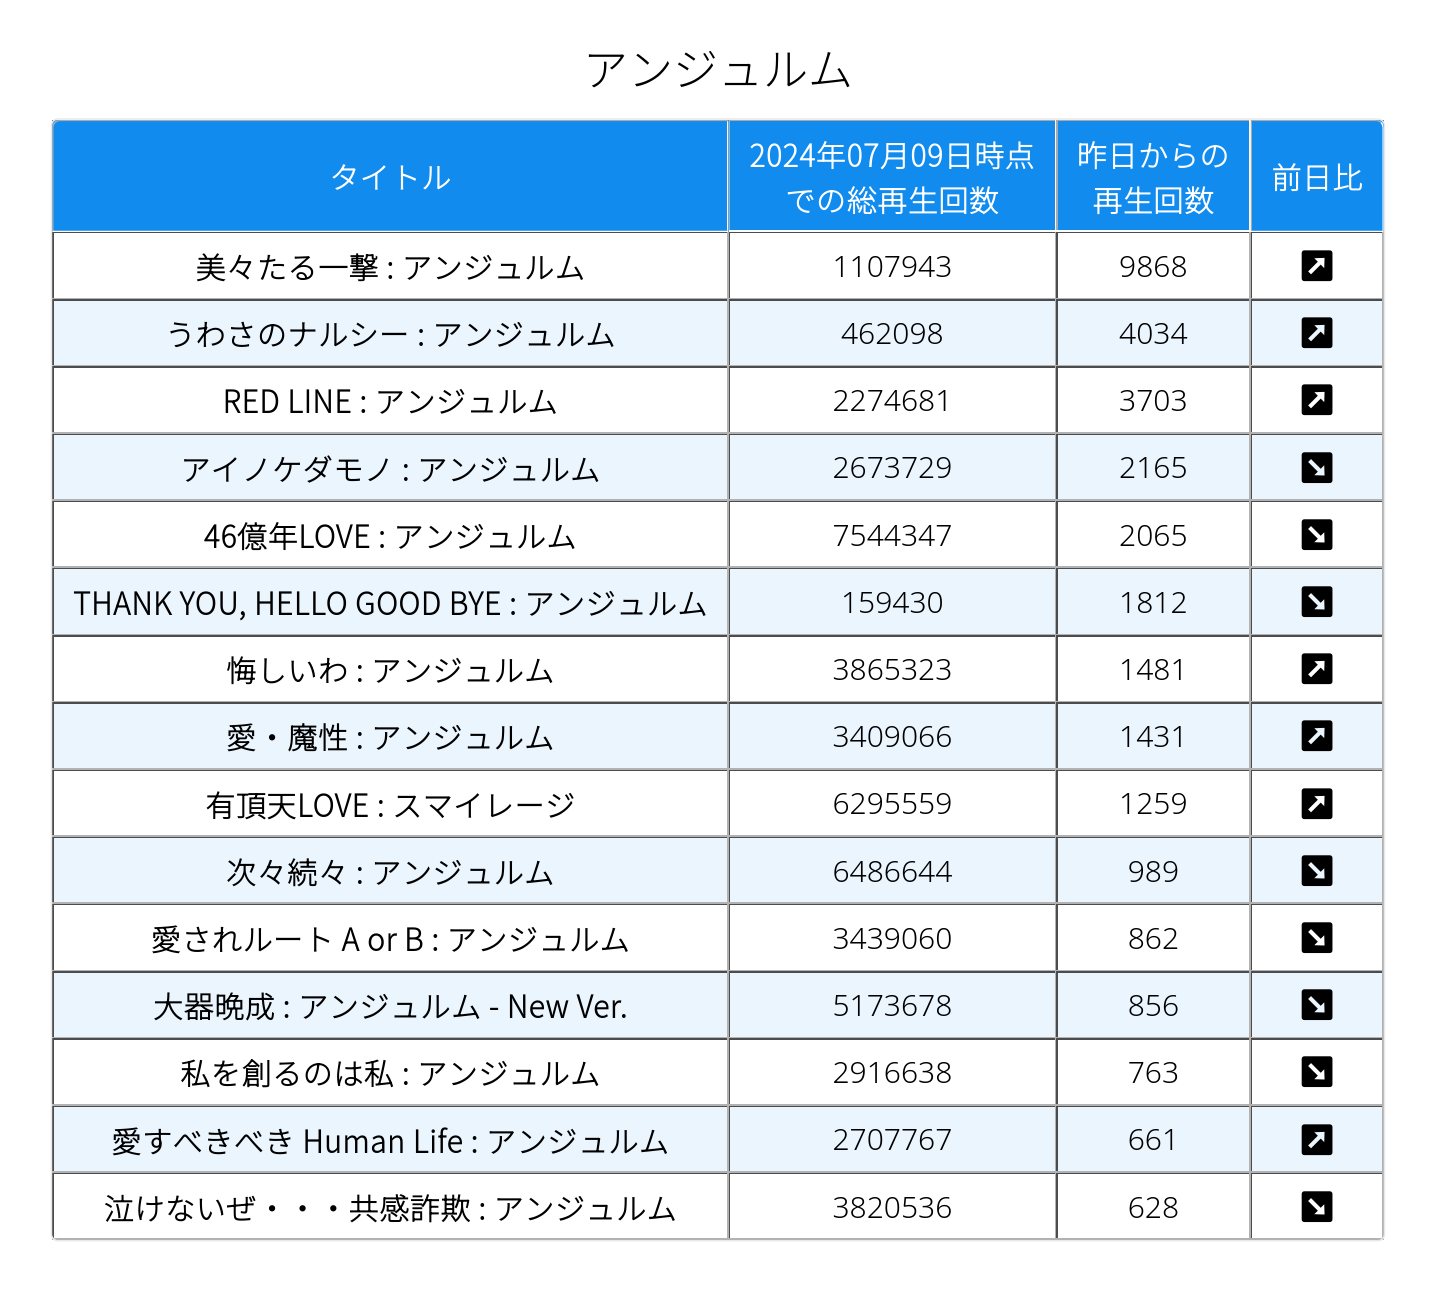 アンジュルム
タイトル 2024年07月09日時点での総再生回数 昨日からの再生回数 前日比
美々たる一撃 : アンジュルム 1107943 9868 ↗
うわさのナルシー : アンジュルム 462098 4034 ↗
RED LINE : アンジュルム 2274681 3703 ↗
アイノケダモノ : アンジュルム 2673729 2165 ↘
46億年LOVE : アンジュルム 7544347 2065 ↘
THANK YOU, HELLO GOOD BYE : アンジュルム 159430 1812 ↘
悔しいわ : アンジュルム 3865323 1481 ↗
愛・魔性 : アンジュルム 3409066 1431 ↗
有頂天LOVE : スマイレージ 6295559 1259 ↗
次々続々 : アンジュルム 6486644 989 ↘
愛されルート A or B : アンジュルム 3439060 862 ↘
大器晩成 : アンジュルム - New Ver. 5173678 856 ↘
私を創るのは私 : アンジュルム 2916638 763 ↘
愛すべきべき Human Life : アンジュルム 2707767 661 ↗
泣けないぜ・・・共感詐欺 : アンジュルム 3820536 628 ↘